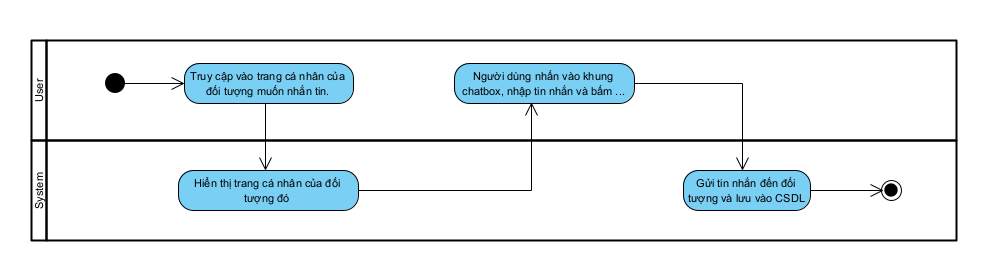 User
Truy cập vào trang cá nhân của
đối tượng muốn nhắn tin.
Người dùng nhấn vào khung
chatbox, nhập tin nhắn và bấm ...
System
Hiển thị trang cá nhân của đối
tượng đó
Gửi tin nhắn đến đối
tượng và lưu vào CSDL